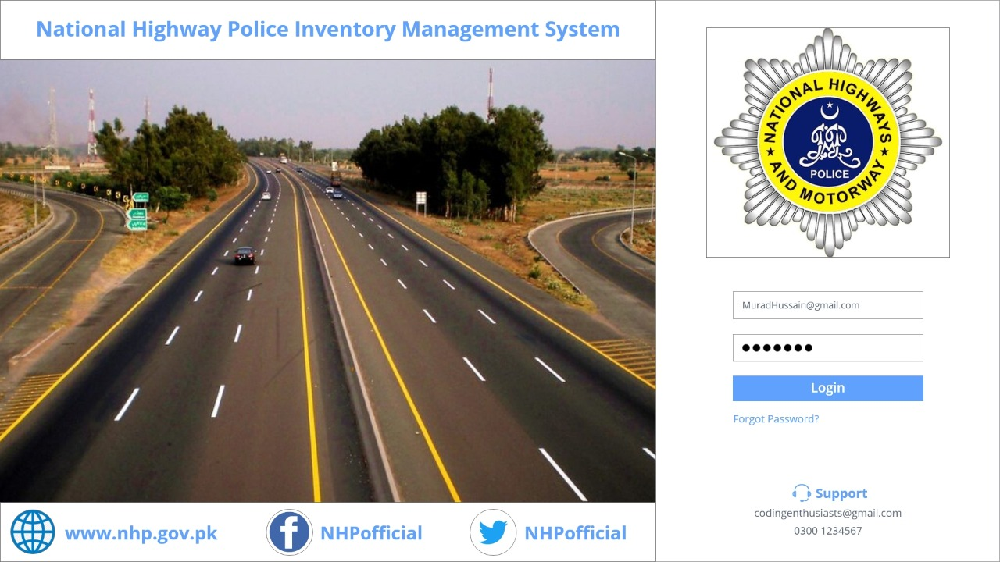 National Highway Police Inventory Management System
NATIONAL HIGHWAYS
AND MOTORWAY
POLICE
MuradHussain@gmail.com
Login
Forgot Password?
Support
codingenthusiasts@gmail.com
0300 1234567
www.nhp.gov.pk
NHPofficial
NHPofficial